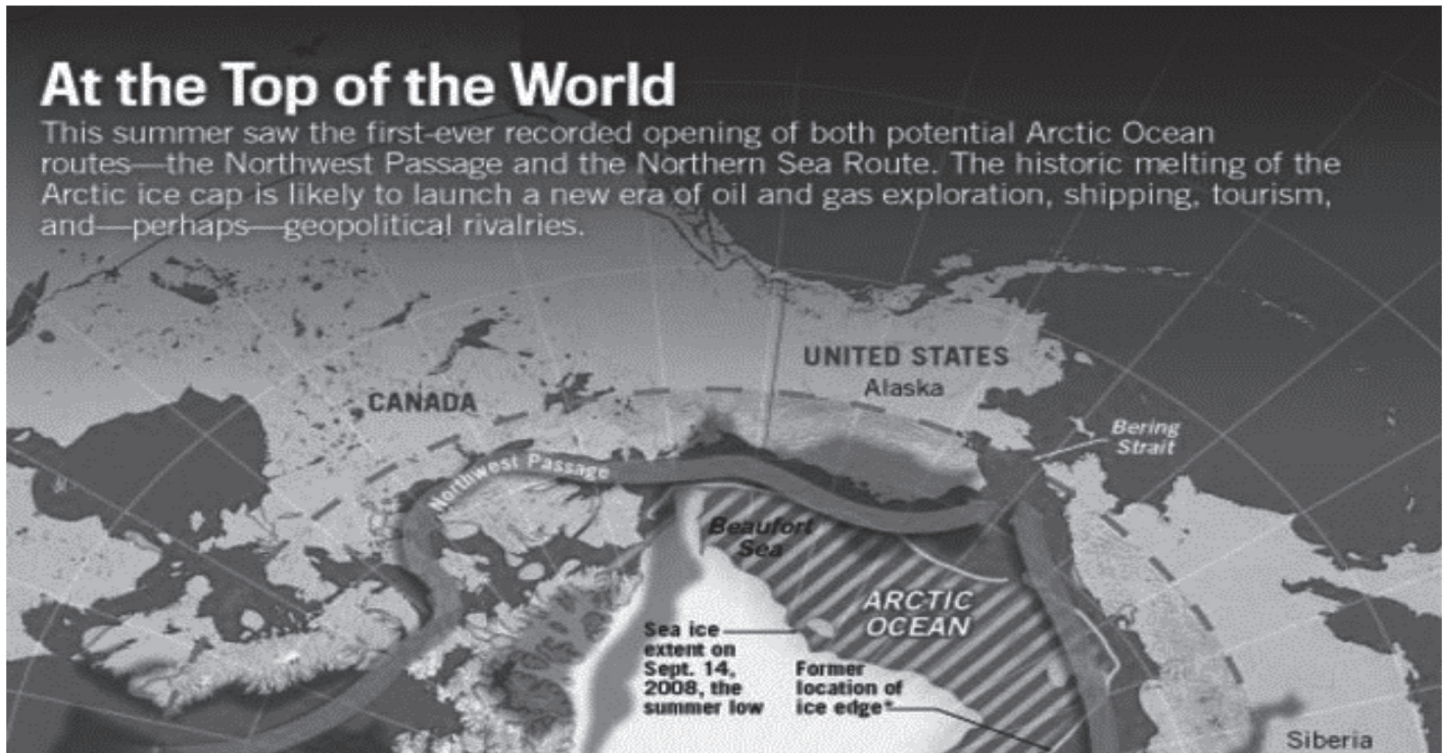 At the Top of the World
This summer saw the first-ever recorded opening of both potential Arctic Ocean
routes—the Northwest Passage and the Northern Sea Route. The historic melting of the
Arctic ice cap is likely to launch a new era of oil and gas exploration, shipping, tourism,
and—perhaps—geopolitical rivalries.
UNITED STATES
Alaska
CANADA
Bering
Strait
Northwest Passage
Beaufort
Sea
ARCTIC
OCEAN
Sea ice
extent on
Sept. 14,
2008, the
summer low
Former
location of
ice edge*
Siberia